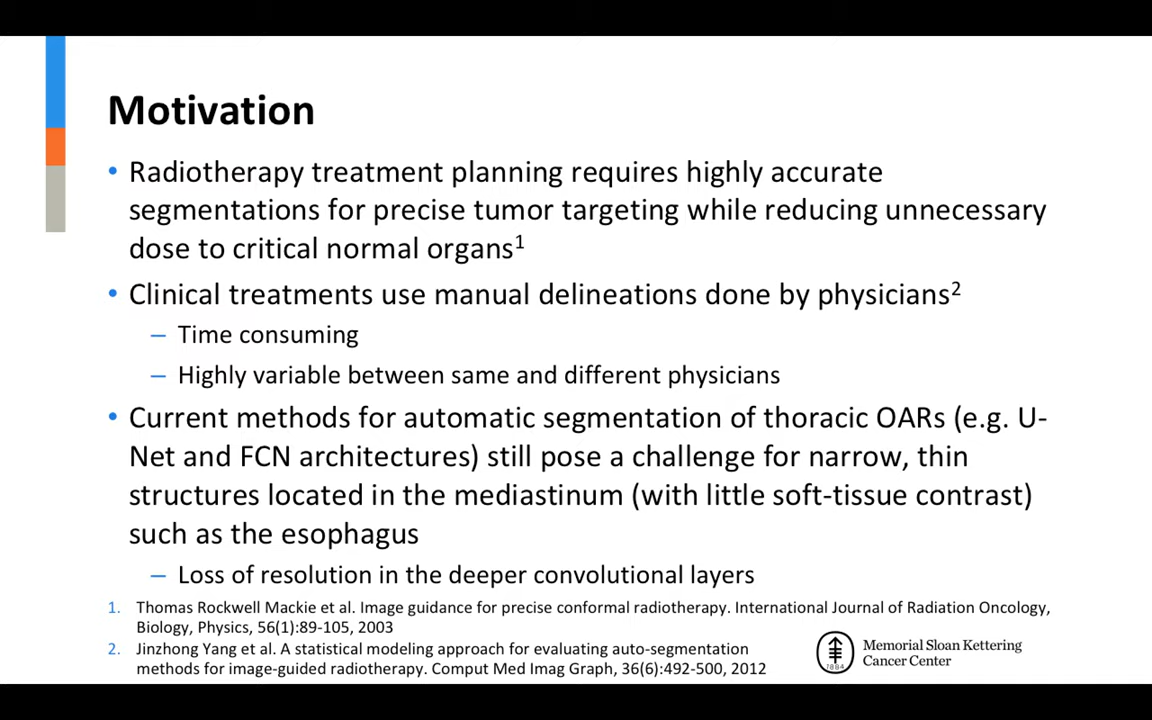 Motivation
• Radiotherapy treatment planning requires highly accurate
segmentations for precise tumor targeting while reducing unnecessary
dose to critical normal organs¹
• Clinical treatments use manual delineations done by physicians²
– Time consuming
– Highly variable between same and different physicians
• Current methods for automatic segmentation of thoracic OARs (e.g. U-
Net and FCN architectures) still pose a challenge for narrow, thin
structures located in the mediastinum (with little soft-tissue contrast)
such as the esophagus
– Loss of resolution in the deeper convolutional layers
1. Thomas Rockwell Mackie et al. Image guidance for precise conformal radiotherapy. International Journal of Radiation Oncology,
Biology, Physics, 56(1):89-105, 2003
2. Jinzhong Yang et al. A statistical modeling approach for evaluating auto-segmentation
methods for image-guided radiotherapy. Comput Med Imag Graph, 36(6):492-500, 2012
1884
Memorial Sloan Kettering
Cancer Center